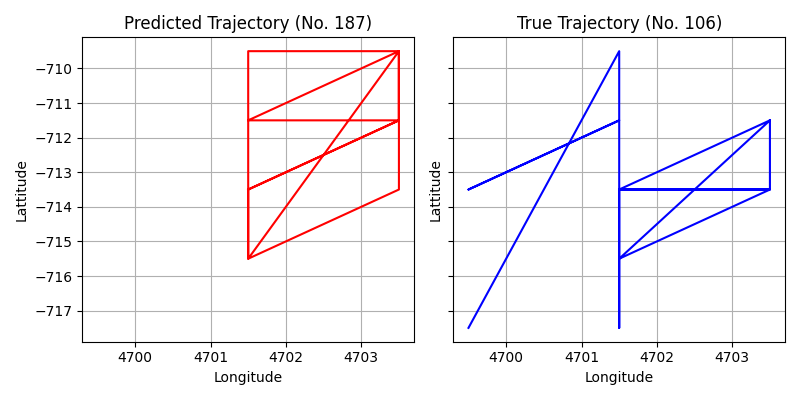 Predicted Trajectory (No. 187)
True Trajectory (No. 106)
Lattitude
−710
−711
−712
−713
−714
−715
−716
−717
4700
4701
4702
4703
Longitude
Lattitude
4700
4701
4702
4703
Longitude